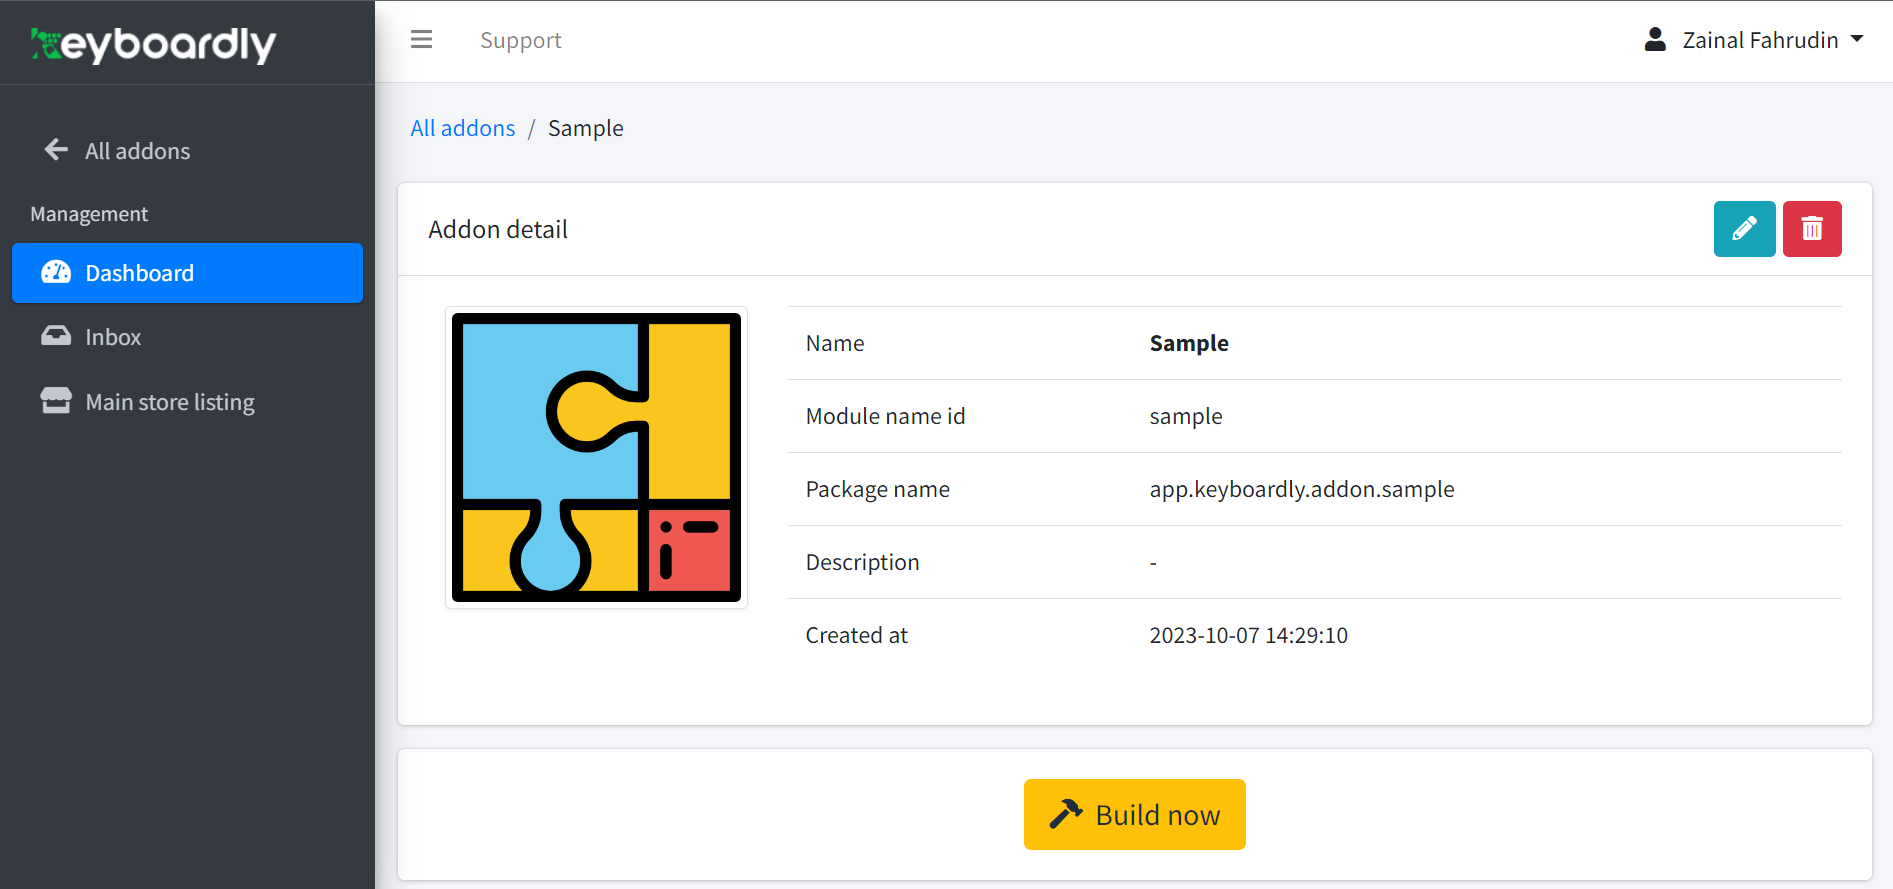 keyboardly
Support
Zainal Fahrudin
All addons
Management
Dashboard
Inbox
Main store listing
All addons / Sample
Addon detail
Name Sample
Module name id sample
Package name app.keyboardly.addon.sample
Description -
Created at 2023-10-07 14:29:10
Build now